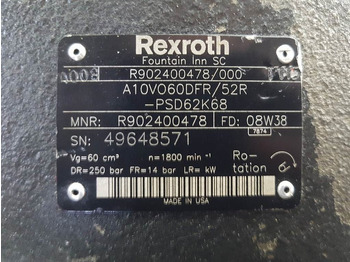 Rexroth
Fountain Inn SC
R902400478/000
A10VO60DFR/52R
-PSD62K68
MNR: R902400478 FD: 08W38
7874
SN: 49648571
Vg=60 cm³ n=1800 min⁻¹ Ro-
DR=250 bar FR=14 bar LR= kW tation
MADE IN USA